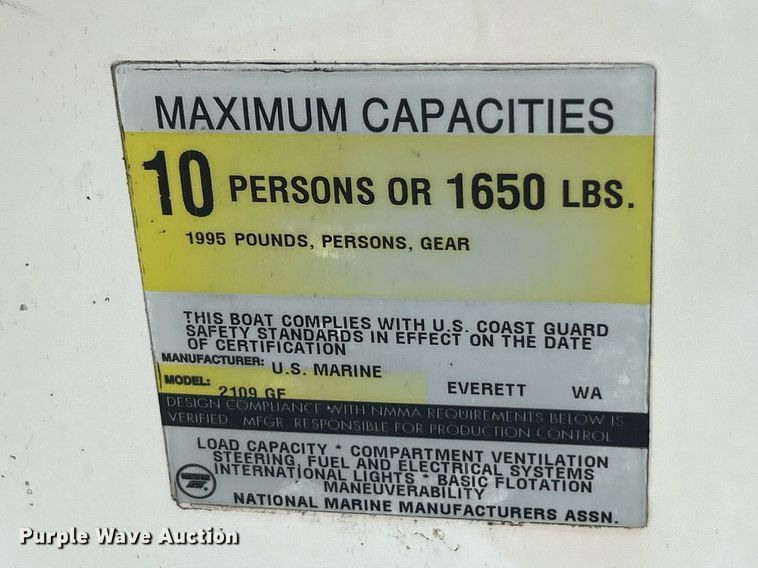 MAXIMUM CAPACITIES
10 PERSONS OR 1650 LBS.
1995 POUNDS, PERSONS, GEAR
THIS BOAT COMPLIES WITH U.S. COAST GUARD
SAFETY STANDARDS IN EFFECT ON THE DATE
OF CERTIFICATION
MANUFACTURER: U.S. MARINE
MODEL: 2109 GF EVERETT WA
DESIGN COMPLIANCE WITH NMMA REQUIREMENTS BELOW IS
VERIFIED. MFGR. RESPONSIBLE FOR PRODUCTION CONTROL
LOAD CAPACITY * COMPARTMENT VENTILATION
STEERING, FUEL AND ELECTRICAL SYSTEMS
INTERNATIONAL LIGHTS * BASIC FLOTATION
MANEUVERABILITY
NATIONAL MARINE MANUFACTURERS ASSN.
Purple Wave Auction